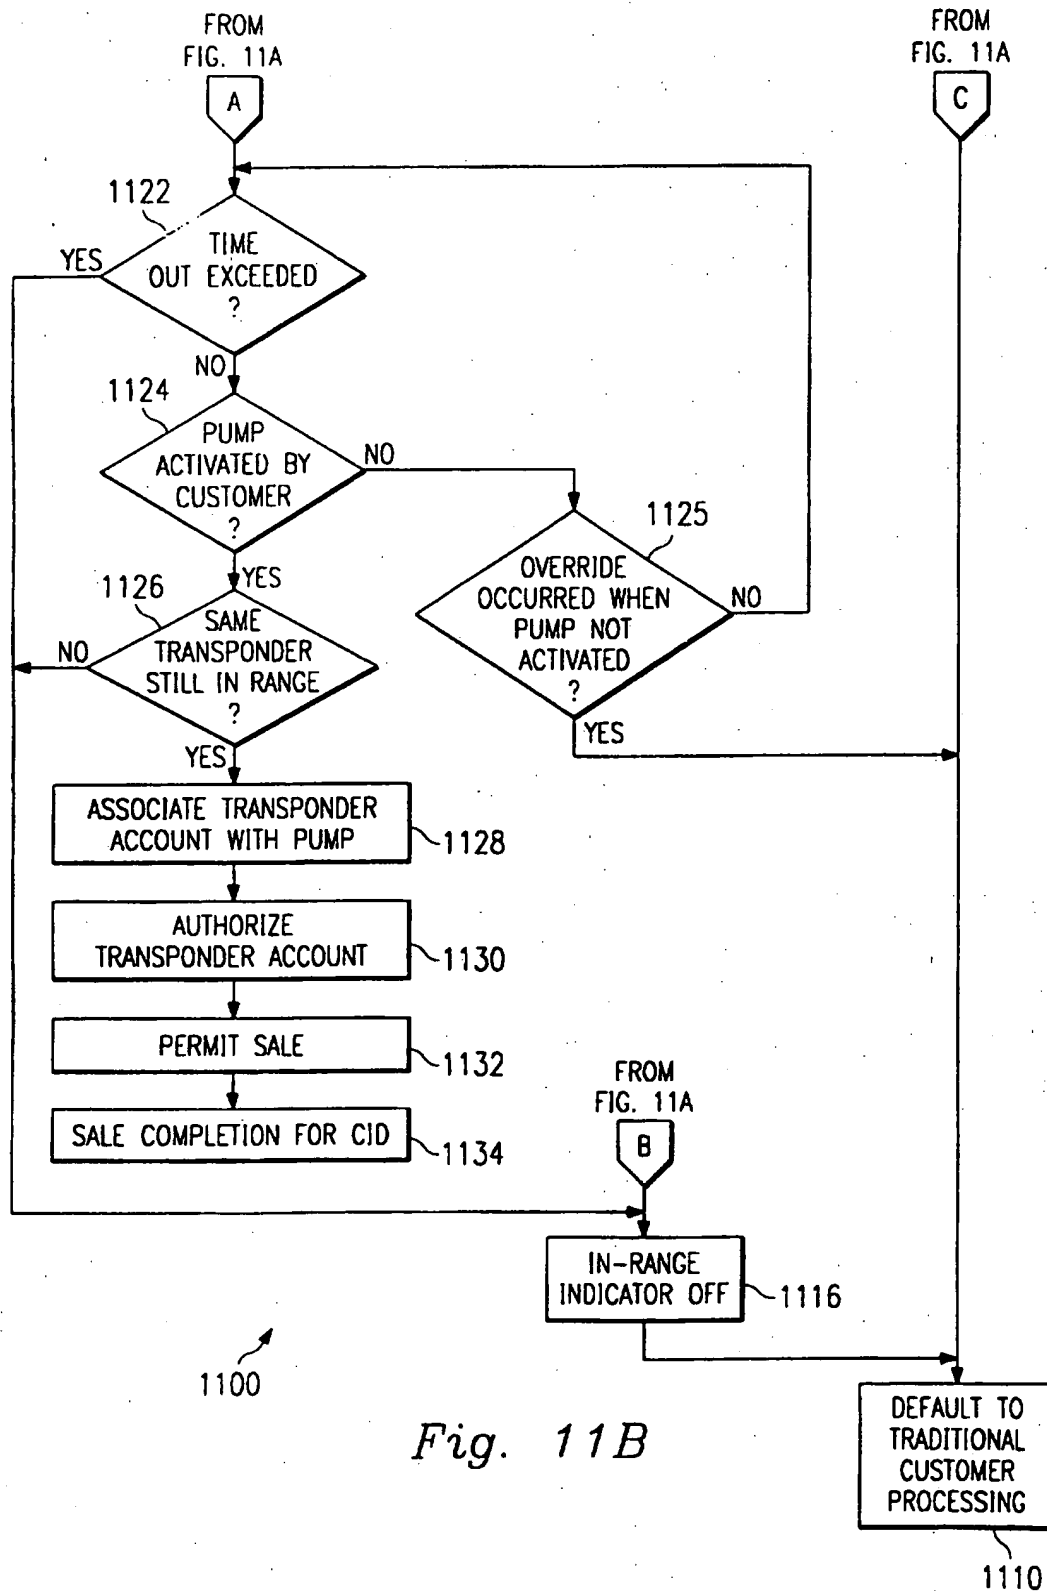 FROM
FIG. 11A
A
FROM
FIG. 11A
C
1122
TIME
OUT EXCEEDED
?
YES
NO
1124
PUMP
ACTIVATED BY
CUSTOMER
?
NO
YES
1125
OVERRIDE
OCCURRED WHEN
PUMP NOT
ACTIVATED
?
NO
YES
1126
SAME
TRANSPONDER
STILL IN RANGE
?
NO
YES
ASSOCIATE TRANSPONDER
ACCOUNT WITH PUMP
1128
AUTHORIZE
TRANSPONDER ACCOUNT
1130
PERMIT SALE
1132
SALE COMPLETION FOR CID
1134
FROM
FIG. 11A
B
IN-RANGE
INDICATOR OFF
1116
1100
DEFAULT TO
TRADITIONAL
CUSTOMER
PROCESSING
1110
Fig. 11B